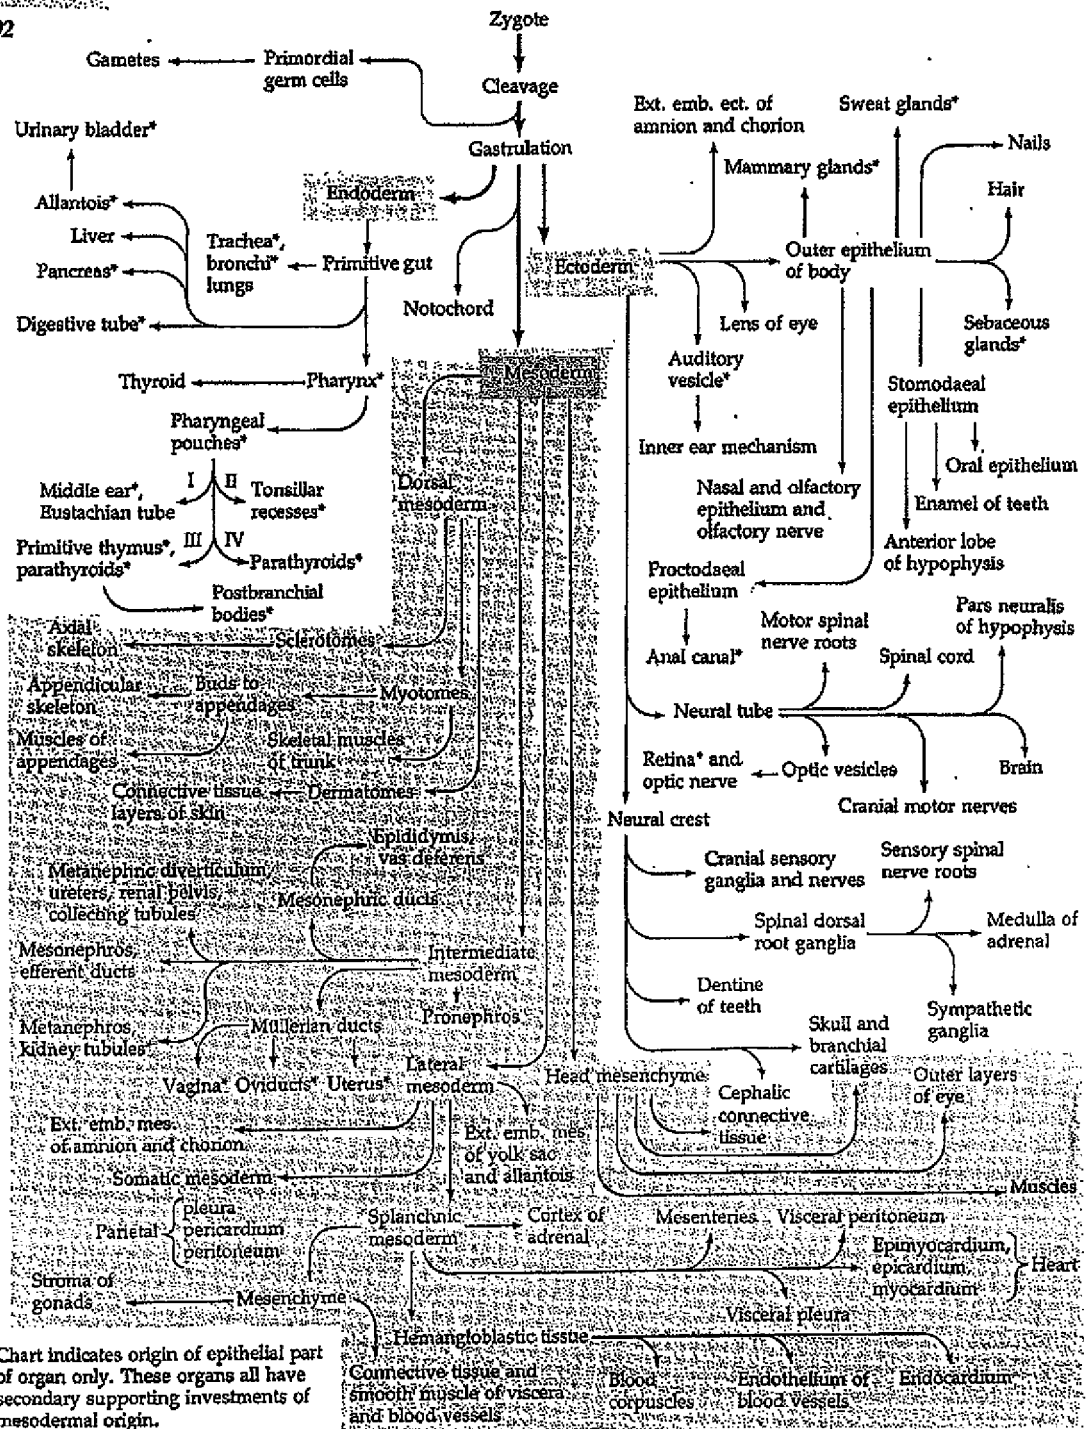 92
Zygote
Gametes
Primordial
germ cells
Cleavage
Gastrulation
Urinary bladder*
Allantois*
Liver
Pancreas*
Digestive tube*
Endoderm
Trachea*,
bronchi*
lungs
Primitive gut
Notochord
Thyroid
Pharynx*
Pharyngeal
pouches*
I
II
Middle ear*,
Eustachian tube
Tonsillar
recesses*
III
IV
Primitive thymus*,
parathyroids*
Parathyroids*
Postbranchial
bodies*
Ext. emb. ect. of
amnion and chorion
Sweat glands*
Nails
Mammary glands*
Hair
Ectoderm
Outer epithelium
of body
Lens of eye
Sebaceous
glands*
Auditory
vesicle*
Stomodaeal
epithelium
Inner ear mechanism
Oral epithelium
Nasal and olfactory
epithelium and
olfactory nerve
Enamel of teeth
Anterior lobe
of hypophysis
Proctodaeal
epithelium
Anal canal*
Motor spinal
nerve roots
Spinal cord
Pars neuralis
of hypophysis
Neural tube
Retina* and
optic nerve
Optic vesicles
Brain
Cranial motor nerves
Neural crest
Cranial sensory
ganglia and nerves
Sensory spinal
nerve roots
Spinal dorsal
root ganglia
Medulla of
adrenal
Dentine
of teeth
Sympathetic
ganglia
Skull and
branchial
cartilages
Cephalic
connective
tissue
Mesoderm
Dorsal
mesoderm
Axial
skeleton
Sclerotomes
Appendicular
skeleton
Buds to
appendages
Myotomes
Muscles of
appendages
Skeletal muscles
of trunk
Connective tissue
layers of skin
Dermatomes
Epididymis,
vas deferens
Metanephric diverticulum,
ureters, renal pelvis,
collecting tubules
Mesonephric ducts
Mesonephros,
efferent ducts
Intermediate
mesoderm
Metanephros,
kidney tubules
Müllerian ducts
Pronephros
Vagina* Oviducts* Uterus*
Lateral
mesoderm
Head mesenchyme
Outer layers
of eye
Ext. emb. mes.
of amnion and chorion
Ext. emb. mes.
of yolk sac
and allantois
Somatic mesoderm
Muscles
Parietal
pleura
pericardium
peritoneum
Splanchnic
mesoderm
Cortex of
adrenal
Mesenteries
Visceral peritoneum
Epimyocardium,
epicardium,
myocardium
Heart
Stroma of
gonads
Mesenchyme
Visceral pleura
Hemangloblastic tissue
Connective tissue and
smooth muscle of viscera
and blood vessels
Blood
corpuscles
Endothelium of
blood vessels
Endocardium
Chart indicates origin of epithelial part
of organ only. These organs all have
secondary supporting investments of
mesodermal origin.